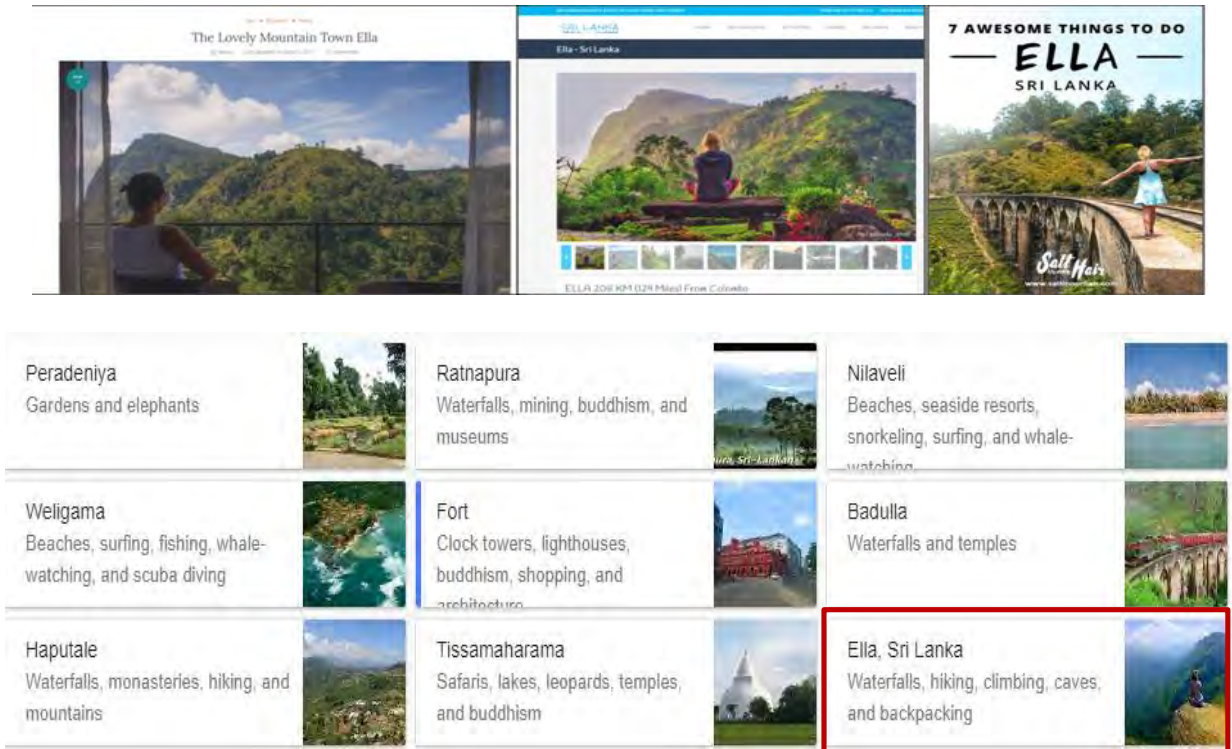 The Lovely Mountain Town Ella
SRI LANKA
Ella - Sri Lanka
7 AWESOME THINGS TO DO
ELLA
SRI LANKA
Salt Hair
ELLA 208 KM From Colombo
Peradeniya
Gardens and elephants
Ratnapura
Waterfalls, mining, buddhism, and
museums
Nilaveli
Beaches, seaside resorts,
snorkeling, surfing, and whale-
watching
Weligama
Beaches, surfing, fishing, whale-
watching, and scuba diving
Fort
Clock towers, lighthouses,
buddhism, shopping, and
architecture
Badulla
Waterfalls and temples
Haputale
Waterfalls, monasteries, hiking, and
mountains
Tissamaharama
Safaris, lakes, leopards, temples,
and buddhism
Ella, Sri Lanka
Waterfalls, hiking, climbing, caves,
and backpacking